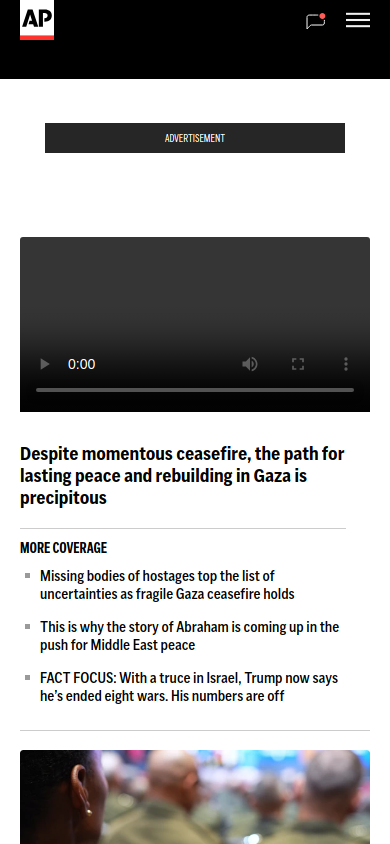 AP
ADVERTISEMENT
0:00
Despite momentous ceasefire, the path for
lasting peace and rebuilding in Gaza is
precipitous
MORE COVERAGE
Missing bodies of hostages top the list of
uncertainties as fragile Gaza ceasefire holds
This is why the story of Abraham is coming up in the
push for Middle East peace
FACT FOCUS: With a truce in Israel, Trump now says
he’s ended eight wars. His numbers are off